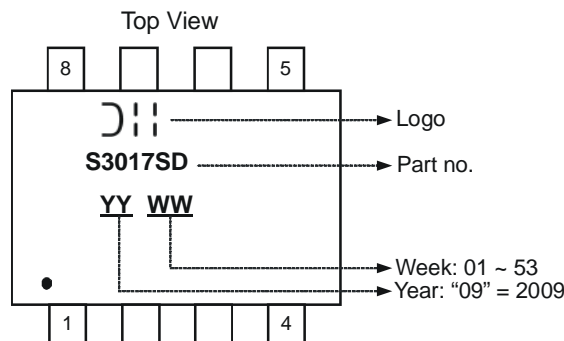 Top View
8 5
Logo
S3017SD Part no.
YY WW
Week: 01 ~ 53
Year: “09” = 2009
1 4